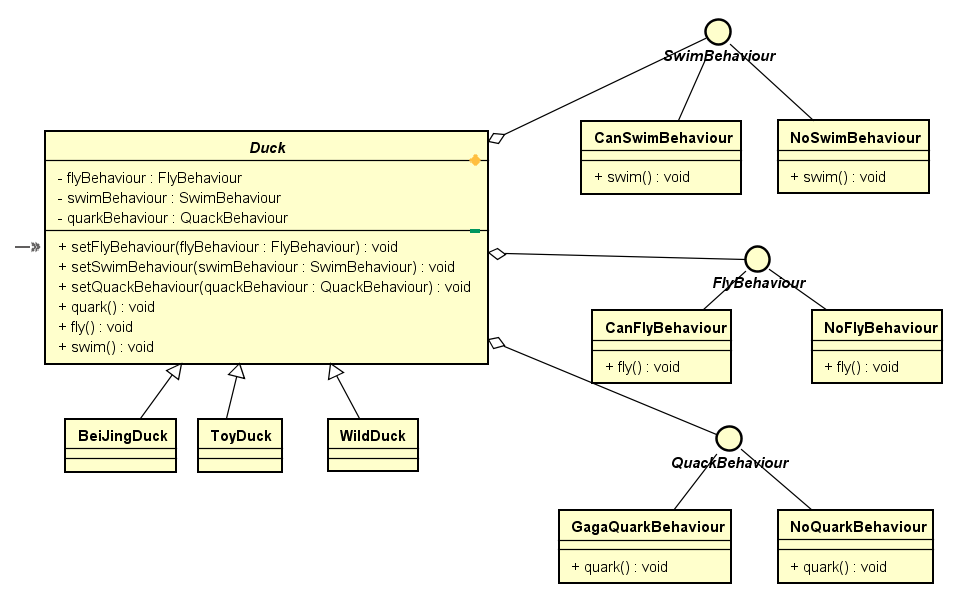 Duck
- flyBehaviour : FlyBehaviour
- swimBehaviour : SwimBehaviour
- quarkBehaviour : QuackBehaviour
+ setFlyBehaviour(flyBehaviour : FlyBehaviour) : void
+ setSwimBehaviour(swimBehaviour : SwimBehaviour) : void
+ setQuackBehaviour(quackBehaviour : QuackBehaviour) : void
+ quark() : void
+ fly() : void
+ swim() : void
BeiJingDuck
ToyDuck
WildDuck
SwimBehaviour
CanSwimBehaviour
+ swim() : void
NoSwimBehaviour
+ swim() : void
FlyBehaviour
CanFlyBehaviour
+ fly() : void
NoFlyBehaviour
+ fly() : void
QuackBehaviour
GagaQuarkBehaviour
+ quark() : void
NoQuarkBehaviour
+ quark() : void